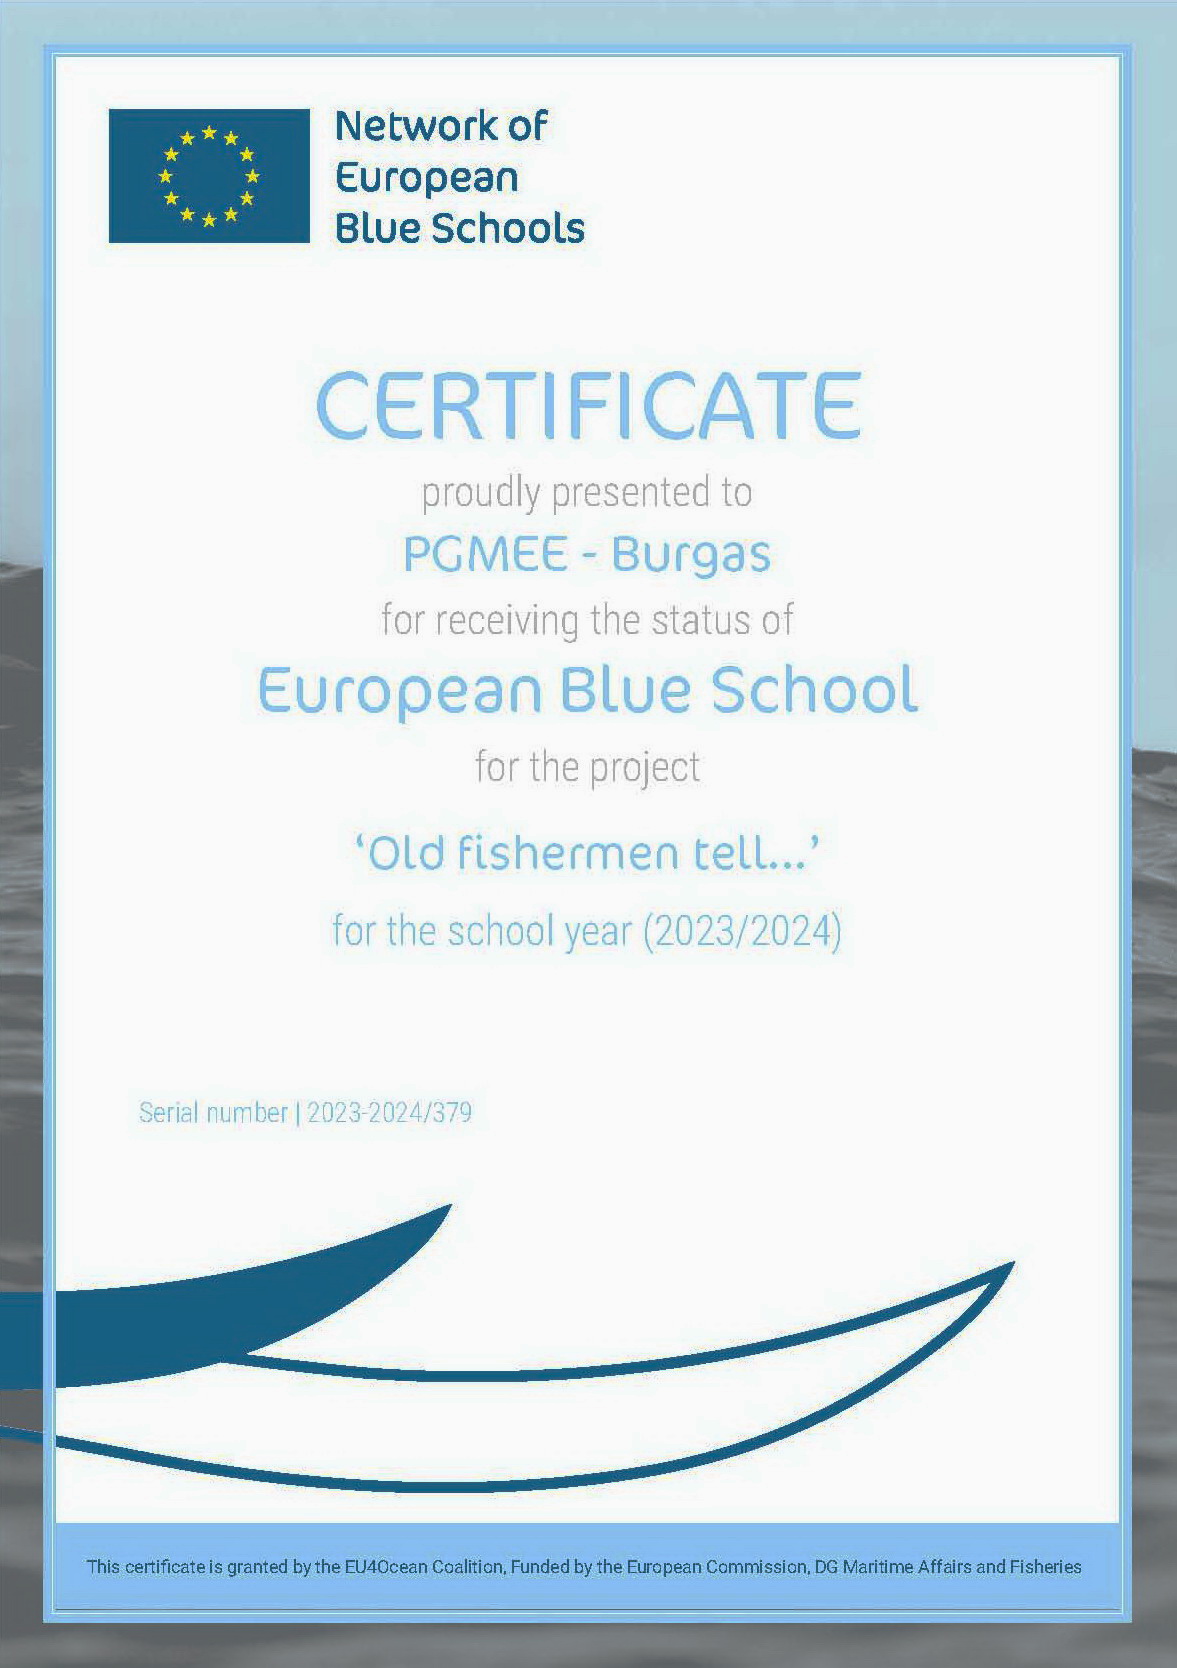 Network of
European
Blue Schools
CERTIFICATE
proudly presented to
PGMEE - Burgas
for receiving the status of
European Blue School
for the project
‘Old fishermen tell...’
for the school year (2023/2024)
Serial number | 2023-2024/379
This certificate is granted by the EU4Ocean Coalition, Funded by the European Commission, DG Maritime Affairs and Fisheries